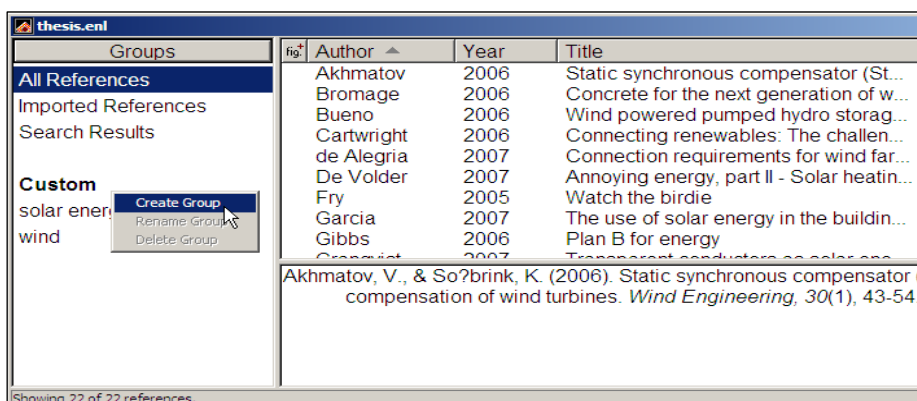 thesis.enl
Groups
All References
Imported References
Search Results
Custom
solar ener
wind
Create Group
Rename Group
Delete Group
fig. Author Year Title
Akhmatov 2006 Static synchronous compensator (St...
Bromage 2006 Concrete for the next generation of w...
Bueno 2006 Wind powered pumped hydro storag...
Cartwright 2006 Connecting renewables: The challen...
de Alegria 2007 Connection requirements for wind far...
De Volder 2007 Annoying energy, part II - Solar heatin...
Fry 2005 Watch the birdie
Garcia 2007 The use of solar energy in the buildin...
Gibbs 2006 Plan B for energy
Akhmatov, V., & So?brink, K. (2006). Static synchronous compensator (
compensation of wind turbines. Wind Engineering, 30(1), 43-54
Showing 22 of 22 references.